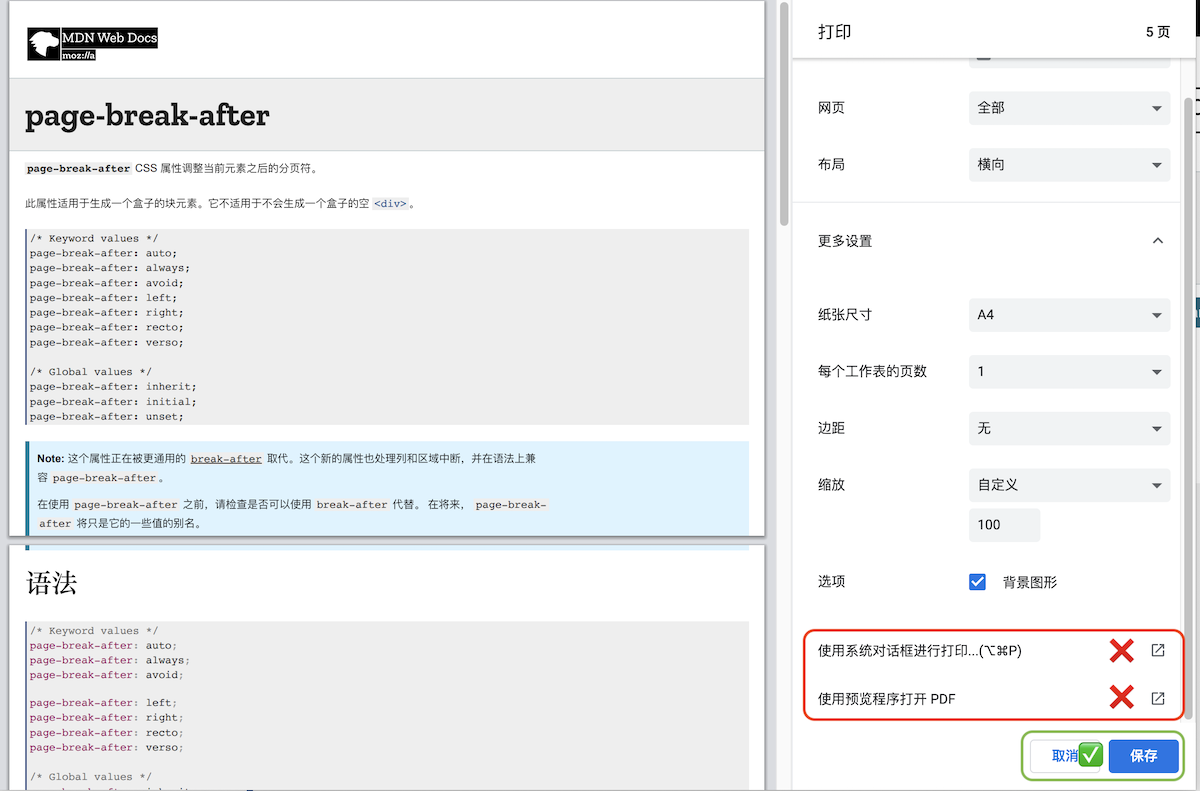 MDN Web Docs
moz://a
page-break-after
page-break-after CSS 属性调整当前元素之后的分页符。
此属性适用于生成一个盒子的块元素。它不适用于不会生成一个盒子的空 <div>。
/* Keyword values */
page-break-after: auto;
page-break-after: always;
page-break-after: avoid;
page-break-after: left;
page-break-after: right;
page-break-after: recto;
page-break-after: verso;
/* Global values */
page-break-after: inherit;
page-break-after: initial;
page-break-after: unset;
Note: 这个属性正在被更通用的 break-after 取代。这个新的属性也处理列和区域中断，并在语法上兼
容 page-break-after。
在使用 page-break-after 之前，请检查是否可以使用 break-after 代替。 在将来， page-break-
after 将只是它的一些值的别名。
语法
/* Keyword values */
page-break-after: auto;
page-break-after: always;
page-break-after: avoid;
page-break-after: left;
page-break-after: right;
page-break-after: recto;
page-break-after: verso;
/* Global values */
打印 5 页
网页 全部
布局 横向
更多设置
纸张尺寸 A4
每个工作表的页数 1
边距 无
缩放 自定义
100
选项 背景图形
使用系统对话框进行打印...(⌥⌘P)
使用预览程序打开 PDF
取消 保存